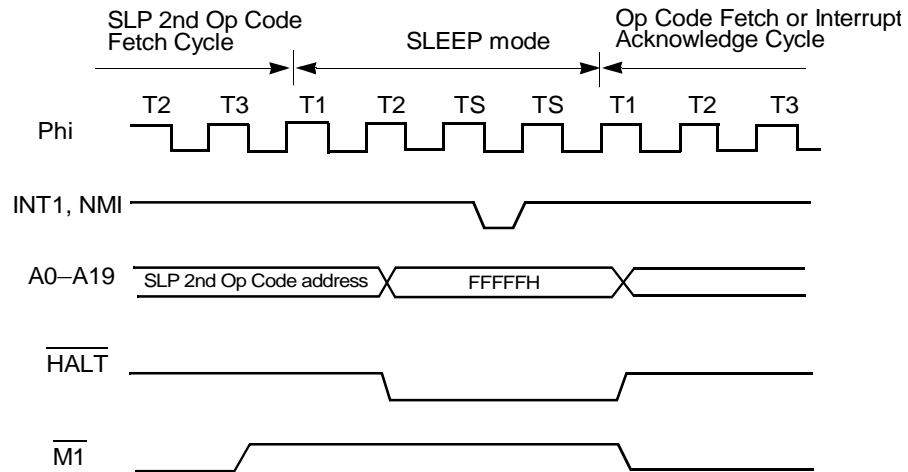 SLP 2nd Op Code
Fetch Cycle
SLEEP mode
Op Code Fetch or Interrupt
Acknowledge Cycle
T2 T3 T1 T2 TS TS T1 T2 T3
Phi
INT1, NMI
A0–A19 SLP 2nd Op Code address FFFFFH
HALT
M1